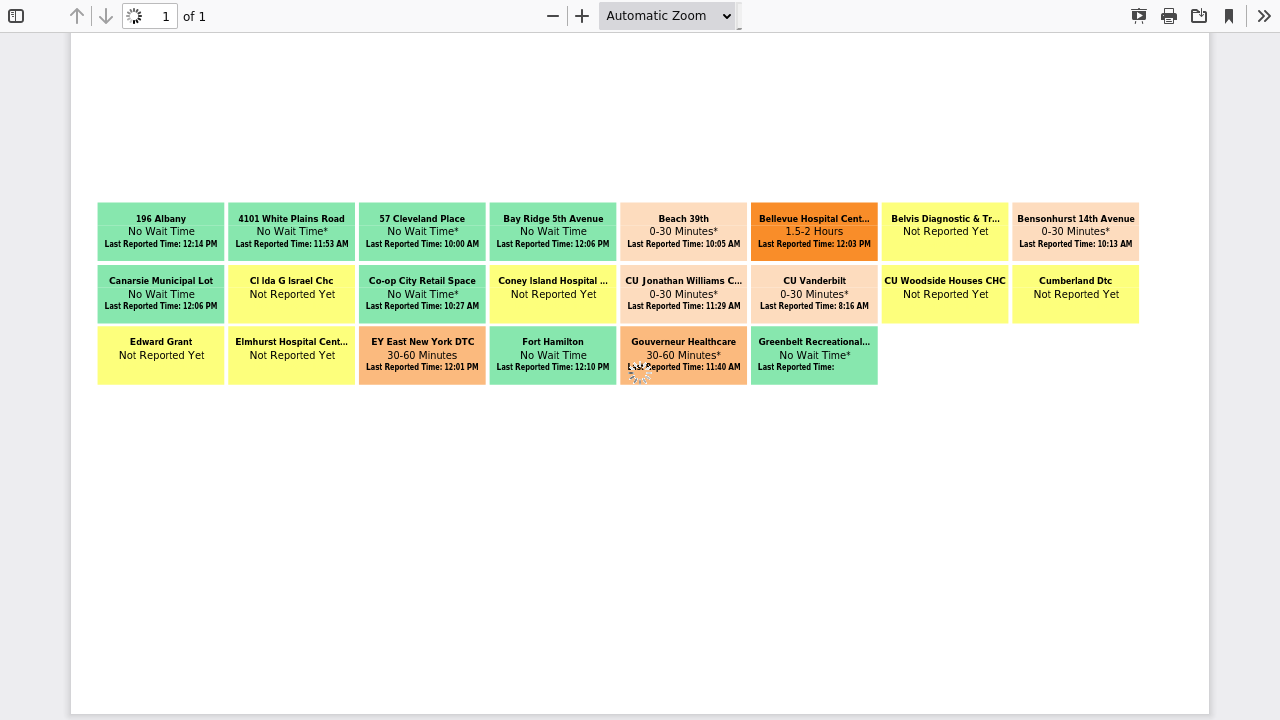 1 of 1 Automatic Zoom
196 Albany
No Wait Time
Last Reported Time: 12:14 PM
4101 White Plains Road
No Wait Time*
Last Reported Time: 11:53 AM
57 Cleveland Place
No Wait Time*
Last Reported Time: 10:00 AM
Bay Ridge 5th Avenue
No Wait Time
Last Reported Time: 12:06 PM
Beach 39th
0-30 Minutes*
Last Reported Time: 10:05 AM
Bellevue Hospital Cent...
1.5-2 Hours
Last Reported Time: 12:03 PM
Belvis Diagnostic & Tr...
Not Reported Yet
Bensonhurst 14th Avenue
0-30 Minutes*
Last Reported Time: 10:13 AM
Canarsie Municipal Lot
No Wait Time
Last Reported Time: 12:06 PM
CI Ida G Israel Chc
Not Reported Yet
Co-op City Retail Space
No Wait Time*
Last Reported Time: 10:27 AM
Coney Island Hospital ...
Not Reported Yet
CU Jonathan Williams C...
0-30 Minutes*
Last Reported Time: 11:29 AM
CU Vanderbilt
0-30 Minutes*
Last Reported Time: 8:16 AM
CU Woodside Houses CHC
Not Reported Yet
Cumberland Dtc
Not Reported Yet
Edward Grant
Not Reported Yet
Elmhurst Hospital Cent...
Not Reported Yet
EY East New York DTC
30-60 Minutes
Last Reported Time: 12:01 PM
Fort Hamilton
No Wait Time
Last Reported Time: 12:10 PM
Gouverneur Healthcare
30-60 Minutes*
Last Reported Time: 11:40 AM
Greenbelt Recreational...
No Wait Time*
Last Reported Time: